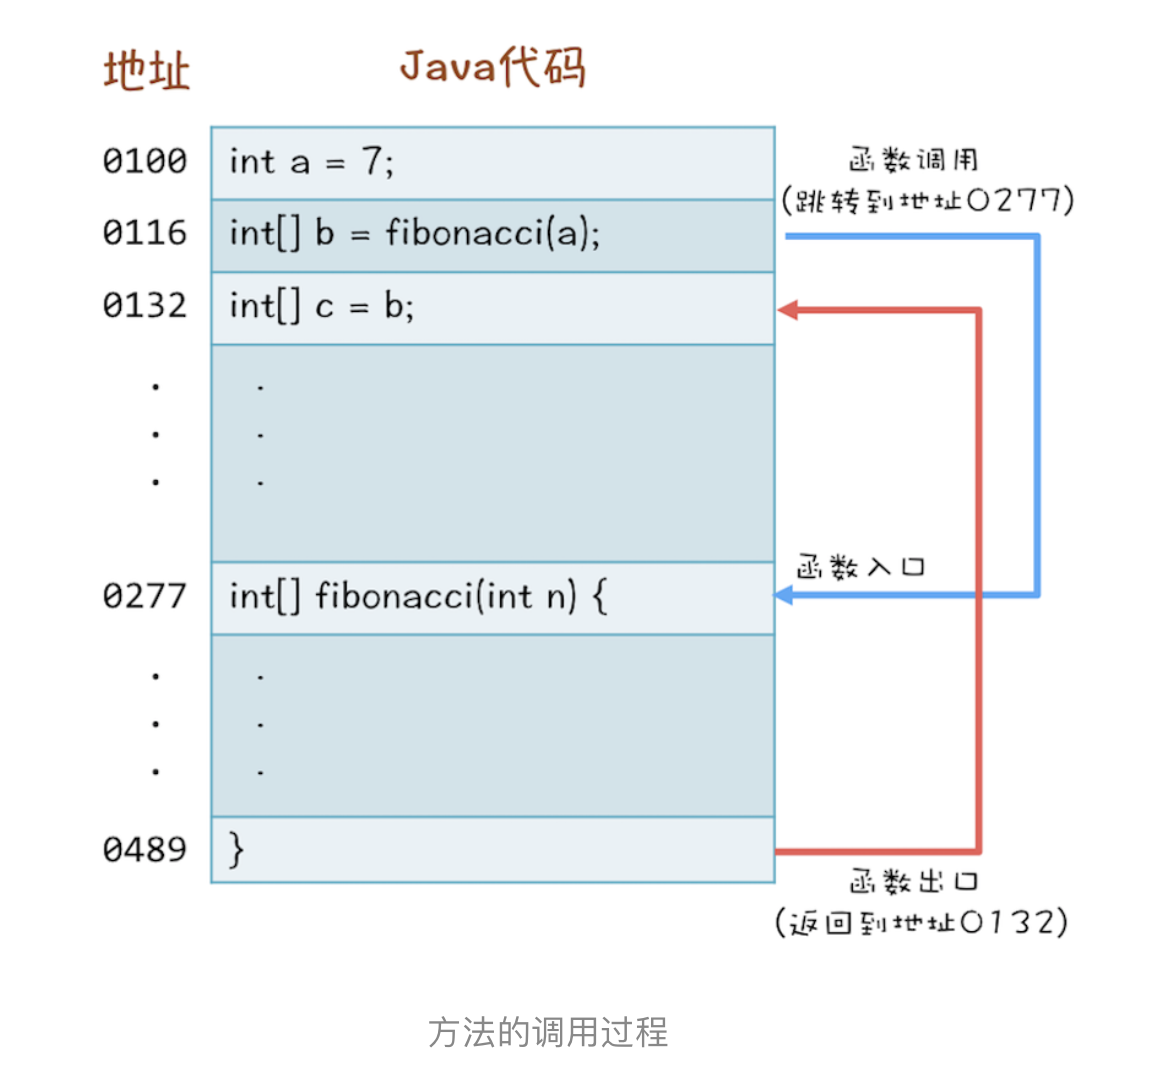 地址 Java代码
0100 int a = 7;
函数调用
(跳转到地址0277)
0116 int[] b = fibonacci(a);
0132 int[] c = b;
. .
. .
. .
函数入口
0277 int[] fibonacci(int n) {
. .
. .
. .
0489 }
函数出口
(返回到地址0132)
方法的调用过程